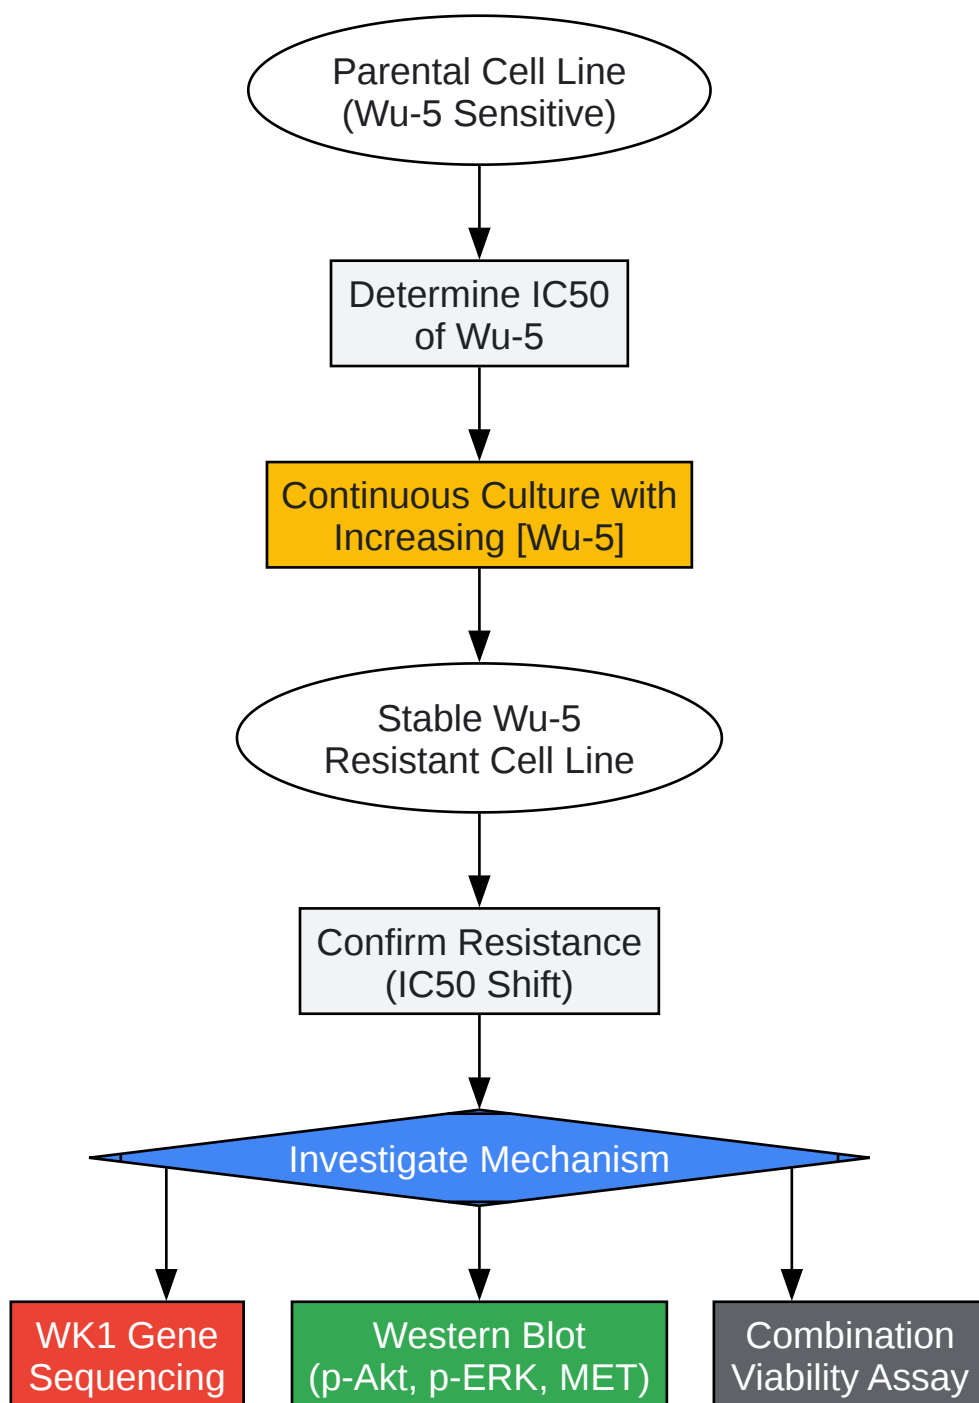 Parental Cell Line
(Wu-5 Sensitive)
Determine IC50
of Wu-5
Continuous Culture with
Increasing [Wu-5]
Stable Wu-5
Resistant Cell Line
Confirm Resistance
(IC50 Shift)
Investigate Mechanism
WK1 Gene
Sequencing
Western Blot
(p-Akt, p-ERK, MET)
Combination
Viability Assay